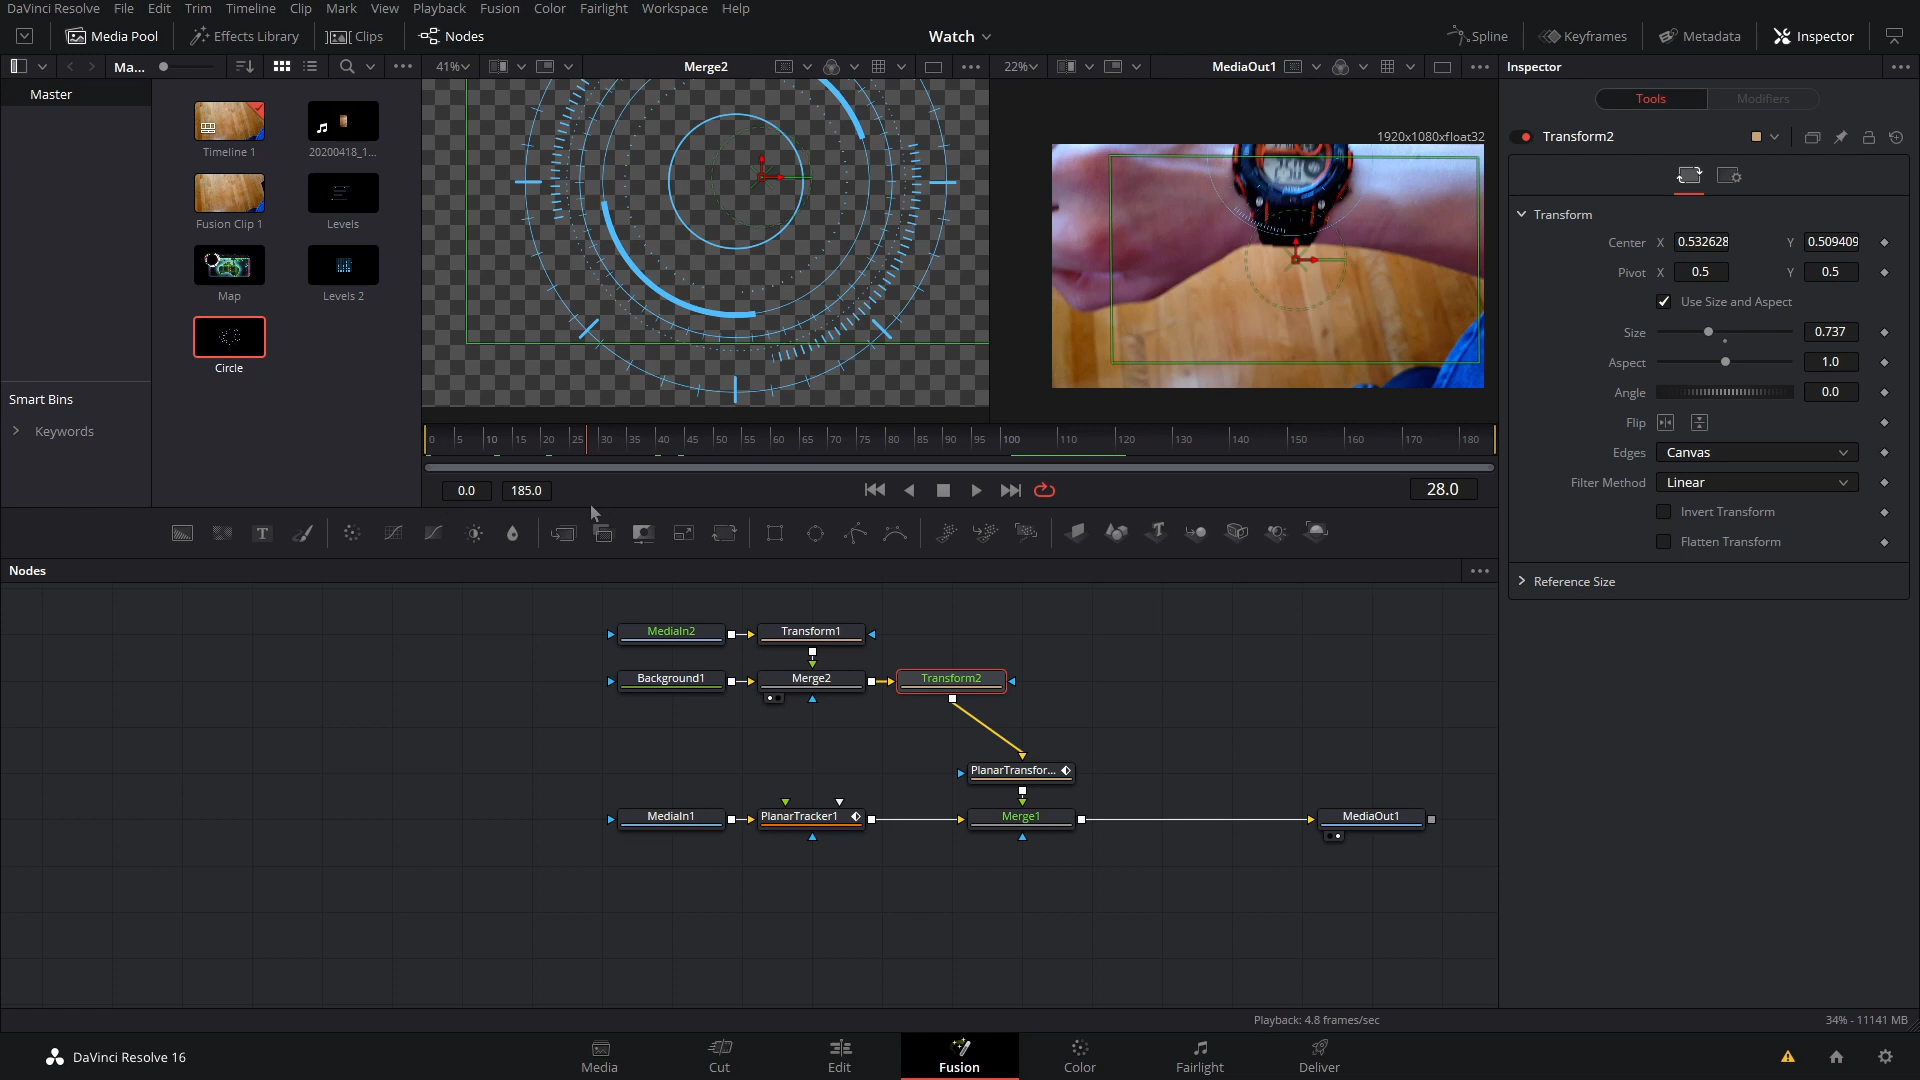 DaVinci Resolve File Edit Trim Timeline Clip Mark View Playback Fusion Color Fairlight Workspace Help
Media Pool Effects Library Clips Nodes Watch Spline Keyframes Metadata Inspector
Ma... 41% Merge2 22% MediaOut1 Inspector
Master
Timeline 1
20200418_1...
Fusion Clip 1
Levels
Map
Levels 2
Circle
Smart Bins
Keywords
1920x1080xfloat32
0 5 10 15 20 25 30 35 40 45 50 55 60 65 70 75 80 85 90 95 100 110 120 130 140 150 160 170 180
0.0 185.0 28.0
Nodes
MediaIn2 Transform1
Background1 Merge2 Transform2
PlanarTransfor...
MediaIn1 PlanarTracker1 Merge1 MediaOut1
Tools Modifiers
Transform2
Transform
Center X 0.532628 Y 0.509409
Pivot X 0.5 Y 0.5
Use Size and Aspect
Size 0.737
Aspect 1.0
Angle 0.0
Flip
Edges Canvas
Filter Method Linear
Invert Transform
Flatten Transform
Reference Size
Playback: 4.8 frames/sec 34% - 11141 MB
DaVinci Resolve 16 Media Cut Edit Fusion Color Fairlight Deliver